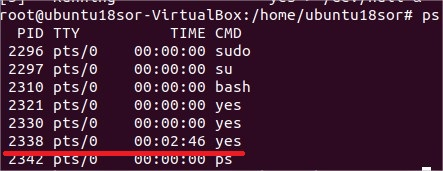 root@ubuntu18sor-VirtualBox:/home/ubuntu18sor# ps
PID TTY TIME CMD
2296 pts/0 00:00:00 sudo
2297 pts/0 00:00:00 su
2310 pts/0 00:00:00 bash
2321 pts/0 00:00:00 yes
2330 pts/0 00:00:00 yes
2338 pts/0 00:02:46 yes
2342 pts/0 00:00:00 ps